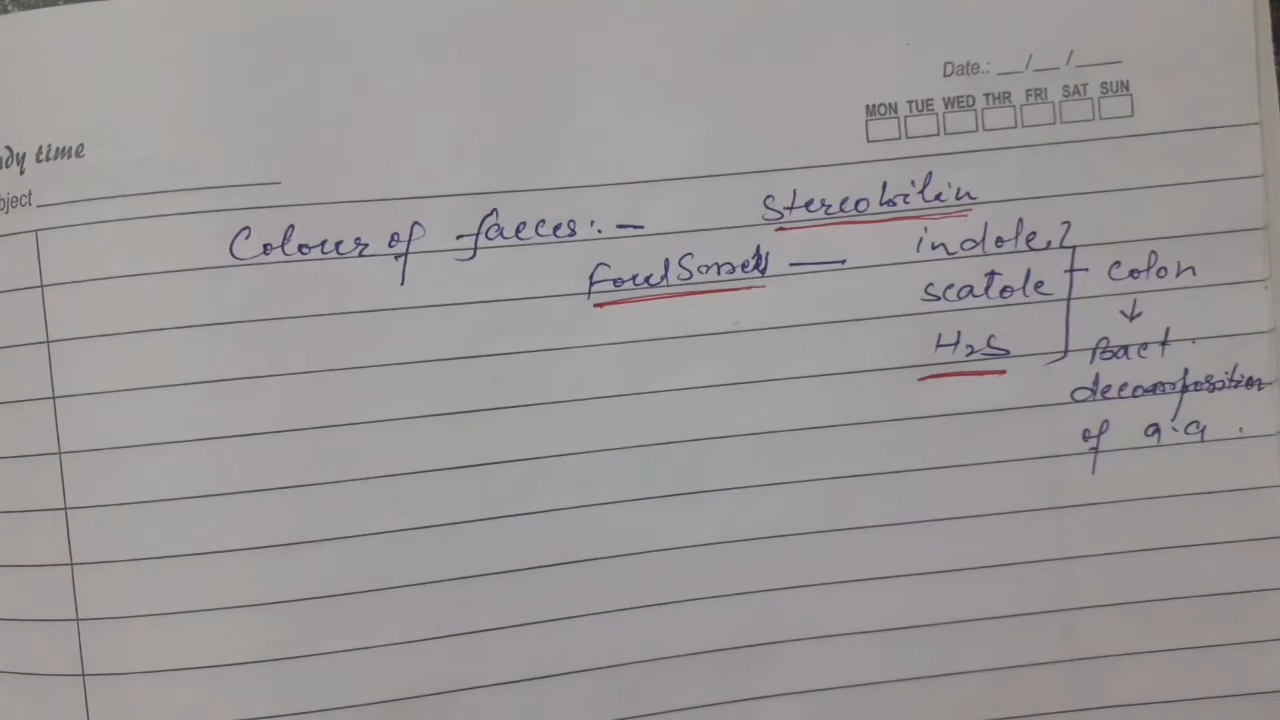 Date.: __/__/____
MON TUE WED THR FRI SAT SUN
dy time
bject
Colour of faeces:- Stereobilin
Foul Smell — indole,
scatole
H2S
Colon
↓
Bact.
decomposition
of a.a.